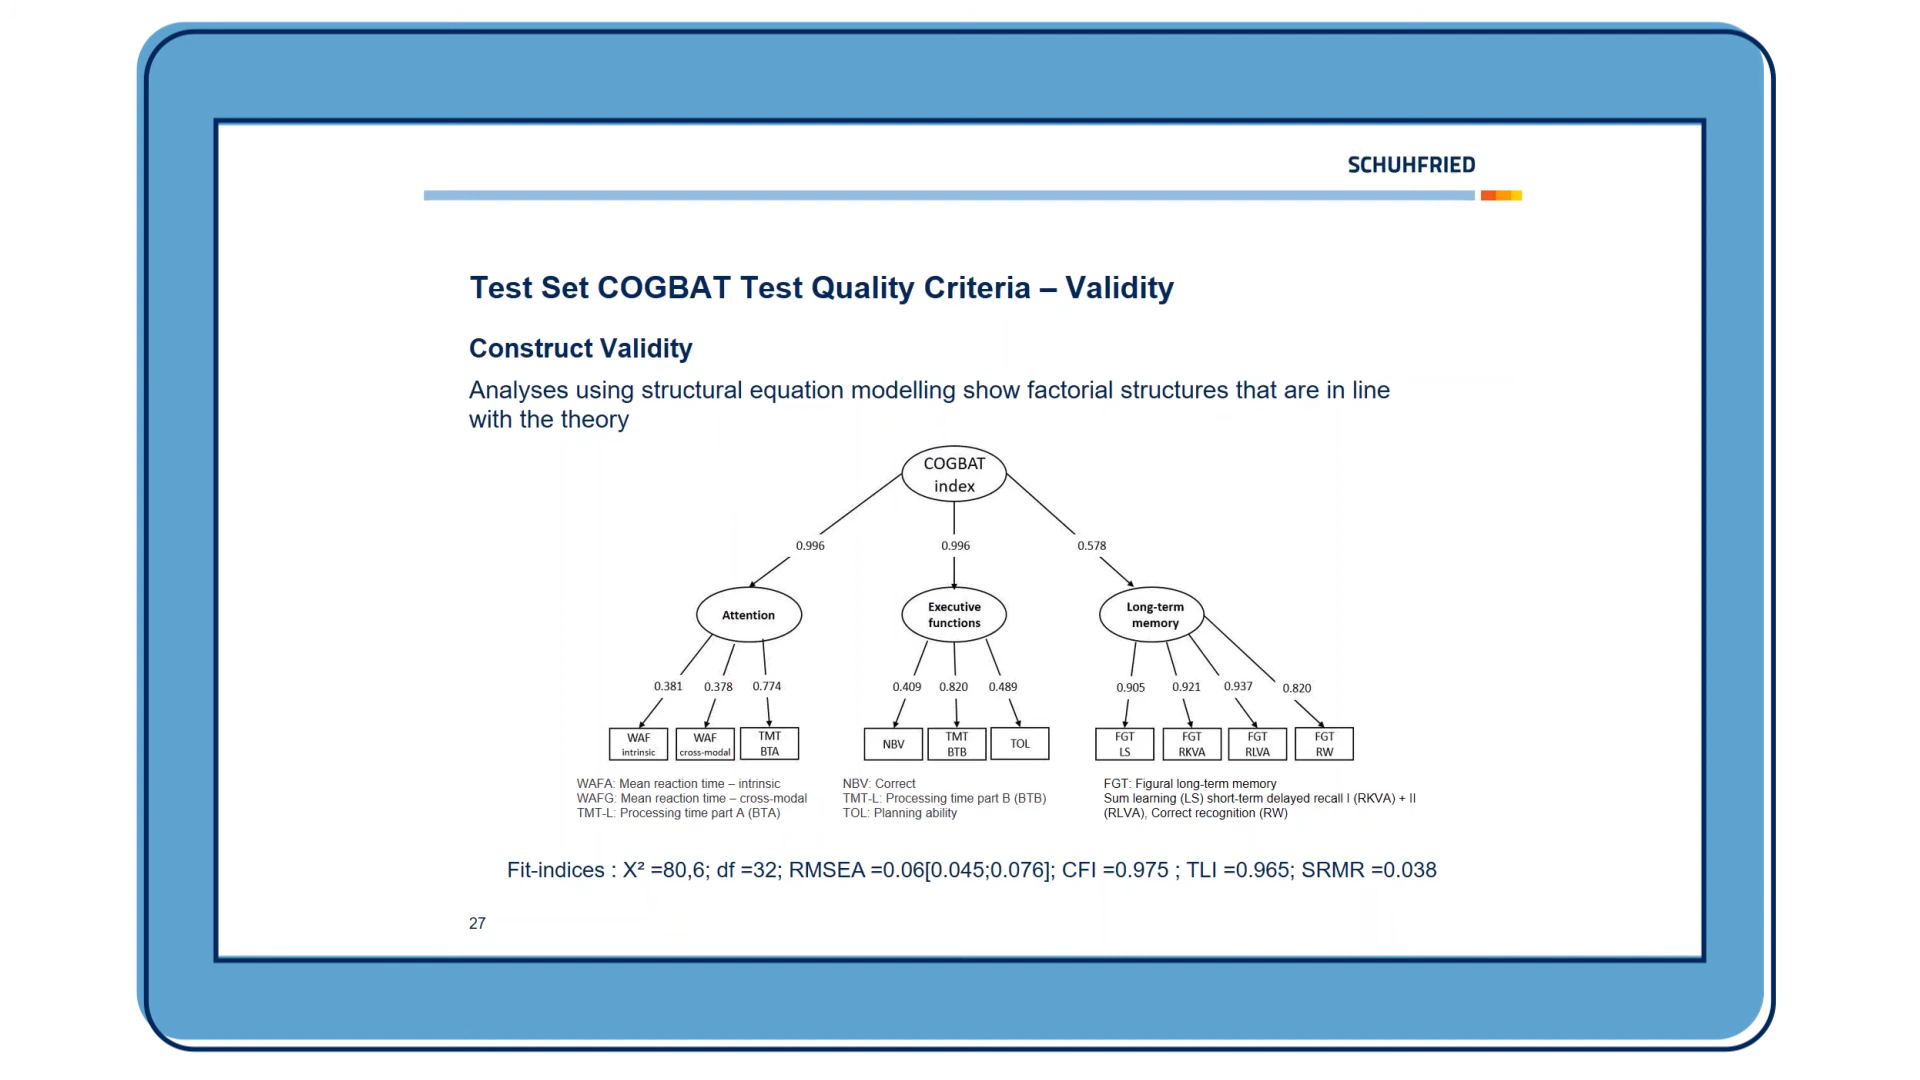 SCHUHFRIED
Test Set COGBAT Test Quality Criteria – Validity
Construct Validity
Analyses using structural equation modelling show factorial structures that are in line
with the theory
COGBAT
index
0.996 0.996 0.578
Attention
Executive
functions
Long-term
memory
0.381 0.378 0.774 0.409 0.820 0.489 0.905 0.921 0.937 0.820
WAF
intrinsic
WAF
cross-modal
TMT
BTA
NBV
TMT
BTB
TOL
FGT
LS
FGT
RKVA
FGT
RLVA
FGT
RW
WAFA: Mean reaction time – intrinsic
WAFG: Mean reaction time – cross-modal
TMT-L: Processing time part A (BTA)
NBV: Correct
TMT-L: Processing time part B (BTB)
TOL: Planning ability
FGT: Figural long-term memory
Sum learning (LS) short-term delayed recall I (RKVA) + II
(RLVA), Correct recognition (RW)
Fit-indices : X² =80,6; df =32; RMSEA =0.06[0.045;0.076]; CFI =0.975 ; TLI =0.965; SRMR =0.038
27